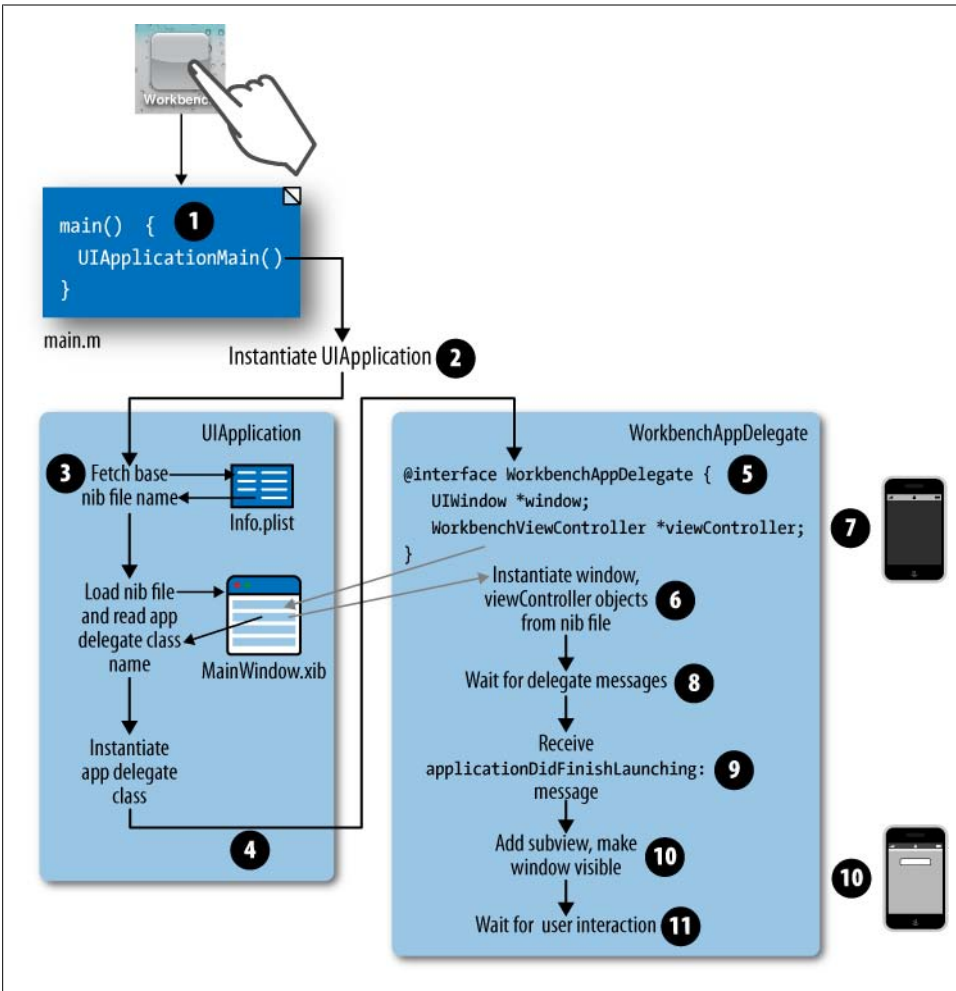 Workbench
1
main() {
UIApplicationMain()
}
main.m
Instantiate UIApplication 2
UIApplication
3 Fetch base
nib file name
Info.plist
Load nib file
and read app
delegate class
name
MainWindow.xib
Instantiate
app delegate
class
4
WorkbenchAppDelegate
@interface WorkbenchAppDelegate { 5
UIWindow *window;
WorkbenchViewController *viewController;
}
7
Instantiate window,
viewController objects 6
from nib file
Wait for delegate messages 8
Receive
applicationDidFinishLaunching: 9
message
Add subview, make
window visible 10
10
Wait for user interaction 11